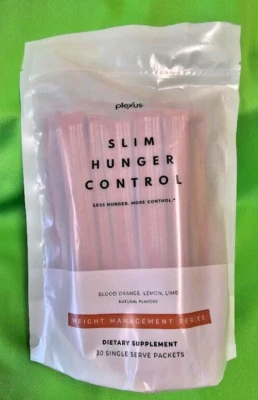 plexus
SLIM
HUNGER
CONTROL
LESS HUNGER. MORE CONTROL.*
BLOOD ORANGE, LEMON, LIME
NATURAL FLAVORS
WEIGHT MANAGEMENT SERIES
DIETARY SUPPLEMENT
30 SINGLE SERVE PACKETS